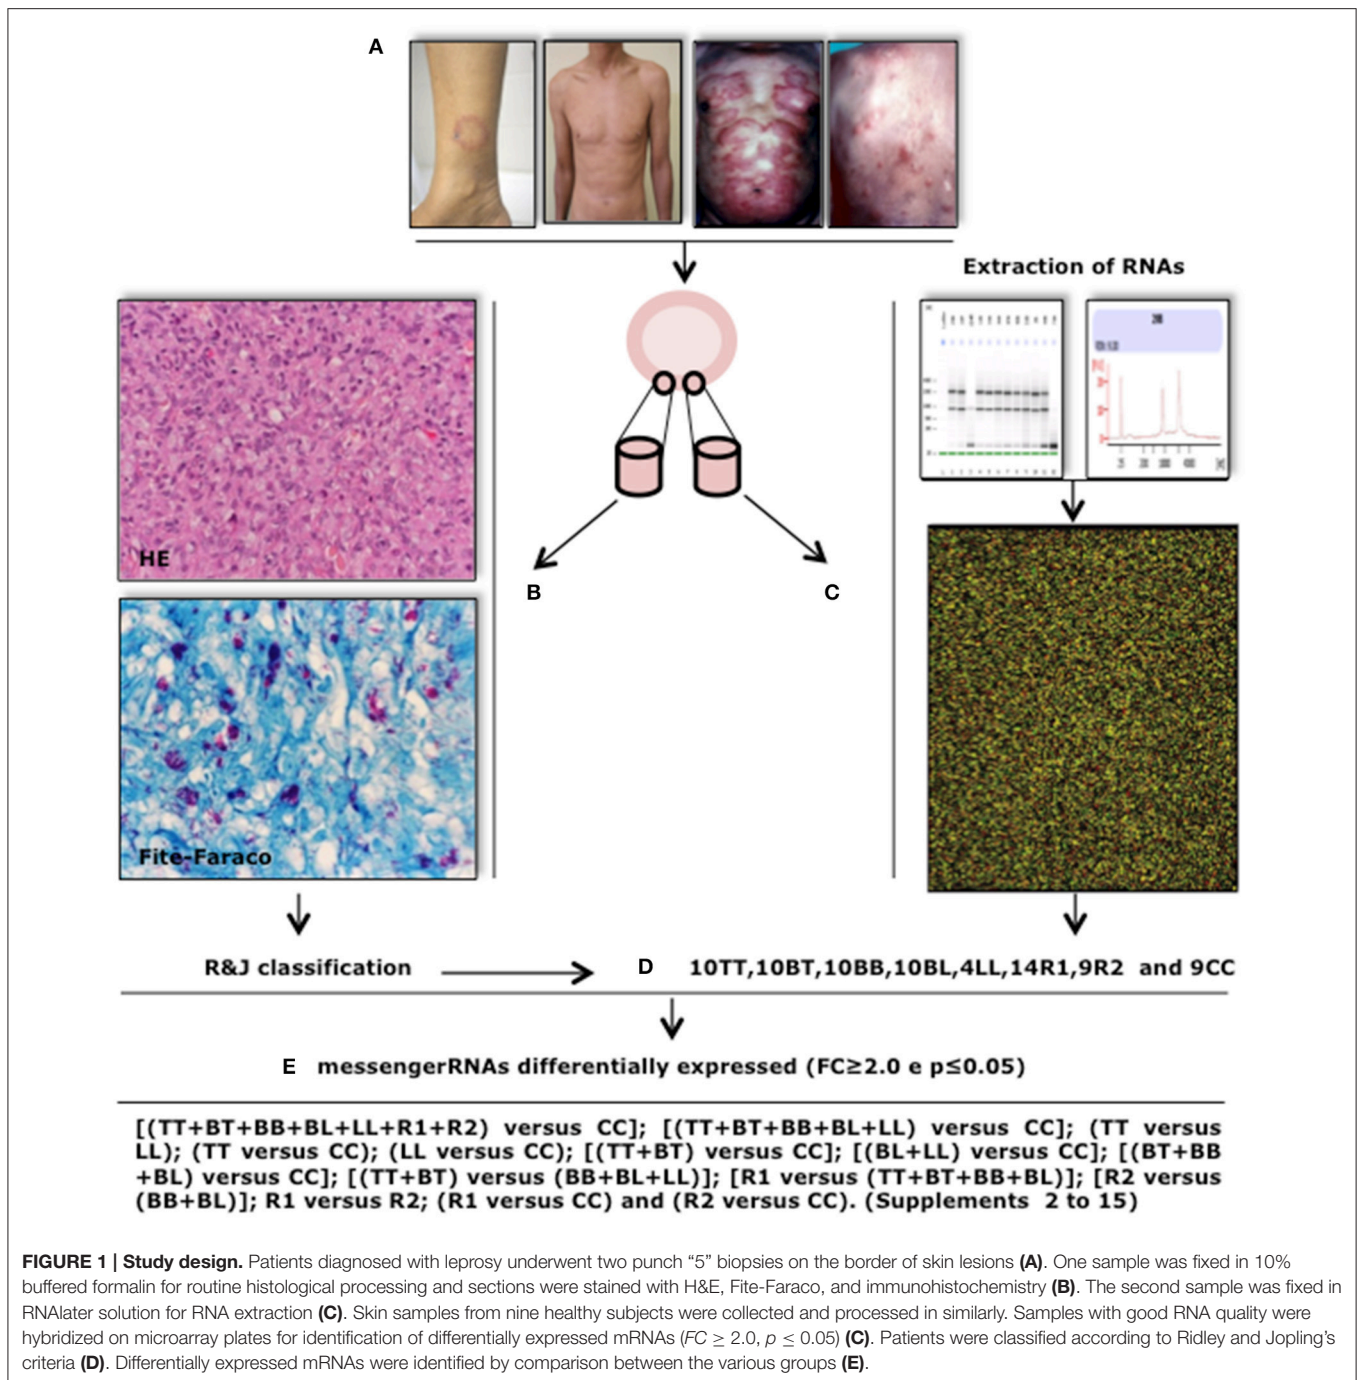 A
Extraction of RNAs
HE
B
C
Fite-Faraco
R&J classification
D 10TT,10BT,10BB,10BL,4LL,14R1,9R2 and 9CC
E messengerRNAs differentially expressed (FC≥2.0 e p≤0.05)
[(TT+BT+BB+BL+LL+R1+R2) versus CC]; [(TT+BT+BB+BL+LL) versus CC]; (TT versus
LL); (TT versus CC); (LL versus CC); [(TT+BT) versus CC]; [(BL+LL) versus CC]; [(BT+BB
+BL) versus CC]; [(TT+BT) versus (BB+BL+LL)]; [R1 versus (TT+BT+BB+BL)]; [R2 versus
(BB+BL)]; R1 versus R2; (R1 versus CC) and (R2 versus CC). (Supplements 2 to 15)
FIGURE 1 | Study design. Patients diagnosed with leprosy underwent two punch “5” biopsies on the border of skin lesions (A). One sample was fixed in 10%
buffered formalin for routine histological processing and sections were stained with H&E, Fite-Faraco, and immunohistochemistry (B). The second sample was fixed in
RNAlater solution for RNA extraction (C). Skin samples from nine healthy subjects were collected and processed in similarly. Samples with good RNA quality were
hybridized on microarray plates for identification of differentially expressed mRNAs (FC ≥ 2.0, p ≤ 0.05) (C). Patients were classified according to Ridley and Jopling’s
criteria (D). Differentially expressed mRNAs were identified by comparison between the various groups (E).